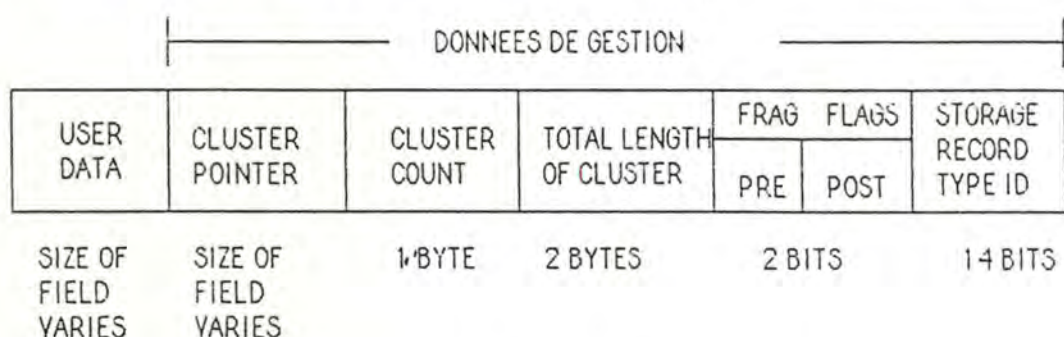 DONNEES DE GESTION
USER DATA
CLUSTER POINTER
CLUSTER COUNT
TOTAL LENGTH OF CLUSTER
FRAG FLAGS
PRE POST
STORAGE RECORD TYPE ID
SIZE OF FIELD VARIES
SIZE OF FIELD VARIES
1 BYTE
2 BYTES
2 BITS
14 BITS